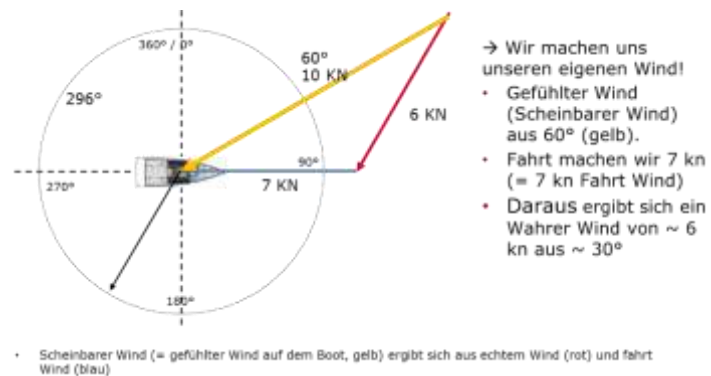 360° / 0°
60°
10 KN
296°
6 KN
90°
270°
7 KN
180°
→ Wir machen uns
unseren eigenen Wind!
• Gefühlter Wind
(Scheinbarer Wind)
aus 60° (gelb).
• Fahrt machen wir 7 kn
(= 7 kn Fahrt Wind)
• Daraus ergibt sich ein
Wahrer Wind von ~ 6
kn aus ~ 30°
• Scheinbarer Wind (= gefühlter Wind auf dem Boot, gelb) ergibt sich aus echtem Wind (rot) und fahrt
Wind (blau)